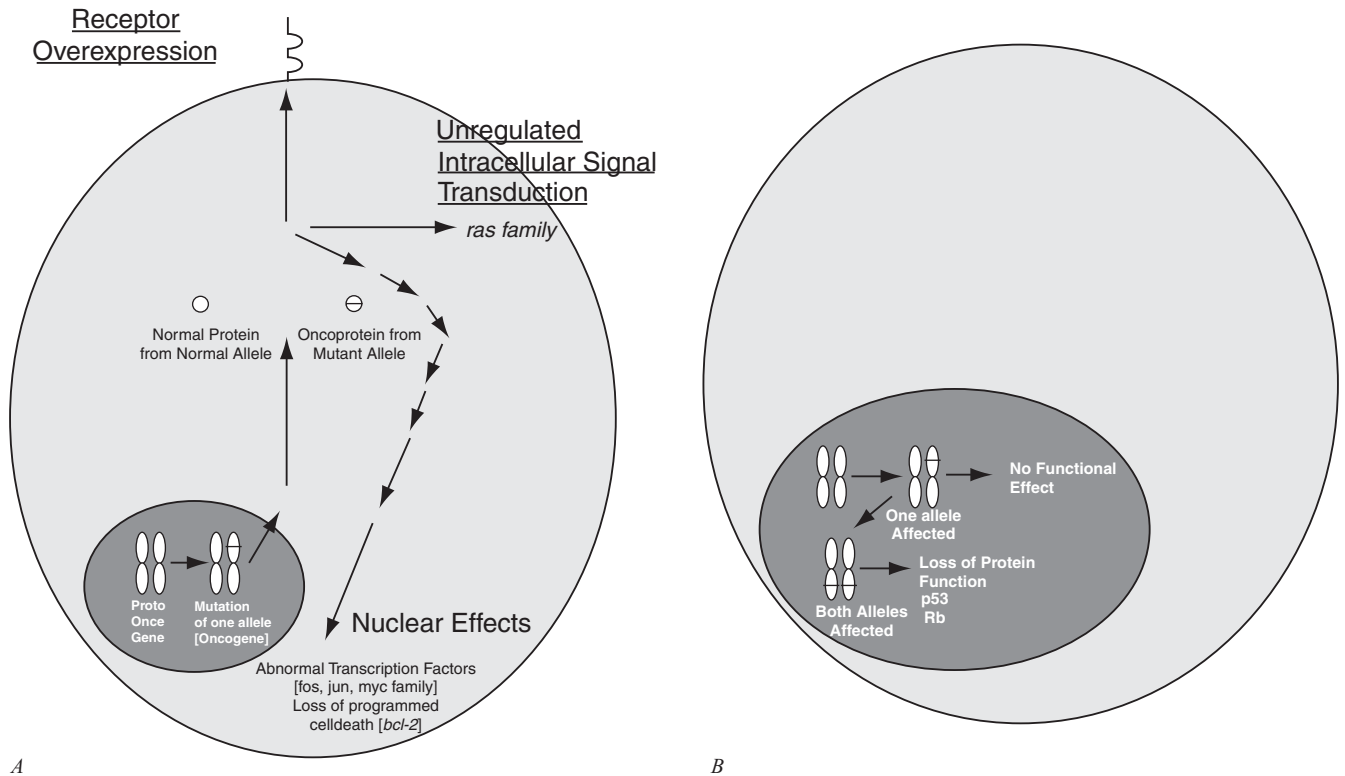 Receptor
Overexpression
Unregulated
Intracellular Signal
Transduction
ras family
Normal Protein
from Normal Allele
Oncoprotein from
Mutant Allele
Proto
Once
Gene
Mutation
of one allele
[Oncogene]
Nuclear Effects
Abnormal Transcription Factors
[fos, jun, myc family]
Loss of programmed
celldeath [bcl-2]
A
No Functional
Effect
One allele
Affected
Loss of Protein
Function
p53
Rb
Both Alleles
Affected
B